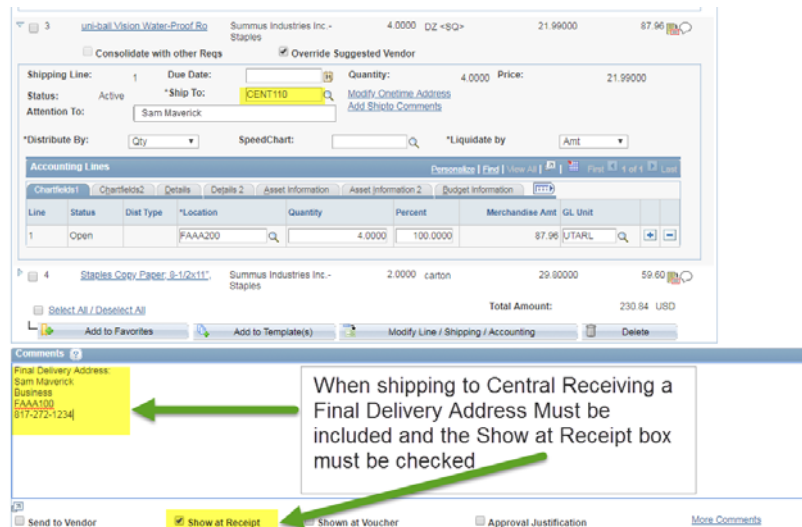 3 uni-ball Vision Water-Proof Ro Summus Industries Inc.- 4.0000 DZ <SQ> 21.99000 87.96
Staples
Consolidate with other Reqs Override Suggested Vendor
Shipping Line: 1 Due Date: Quantity: 4.0000 Price: 21.99000
Status: Active *Ship To: CENT110 Modify Onetime Address
Add Shipto Comments
Attention To: Sam Maverick
*Distribute By: Qty SpeedChart: *Liquidate by Amt
Accounting Lines Personalize | Find | View All | First 1 of 1 Last
Chartfields1 Chartfields2 Details Details 2 Asset Information Asset Information 2 Budget Information
Line Status Dist Type *Location Quantity Percent Merchandise Amt GL Unit
1 Open FAAA200 4.0000 100.0000 87.96 UTARL
4 Staples Copy Paper, 8-1/2x11", Summus Industries Inc.- 2.0000 carton 29.80000 59.60
Staples
Select All / Deselect All Total Amount: 230.84 USD
Add to Favorites Add to Template(s) Modify Line / Shipping / Accounting Delete
Comments
Final Delivery Address:
Sam Maverick
Business
FAAA100
817-272-1234
When shipping to Central Receiving a
Final Delivery Address Must be
included and the Show at Receipt box
must be checked
Send to Vendor Show at Receipt Shown at Voucher Approval Justification More Comments